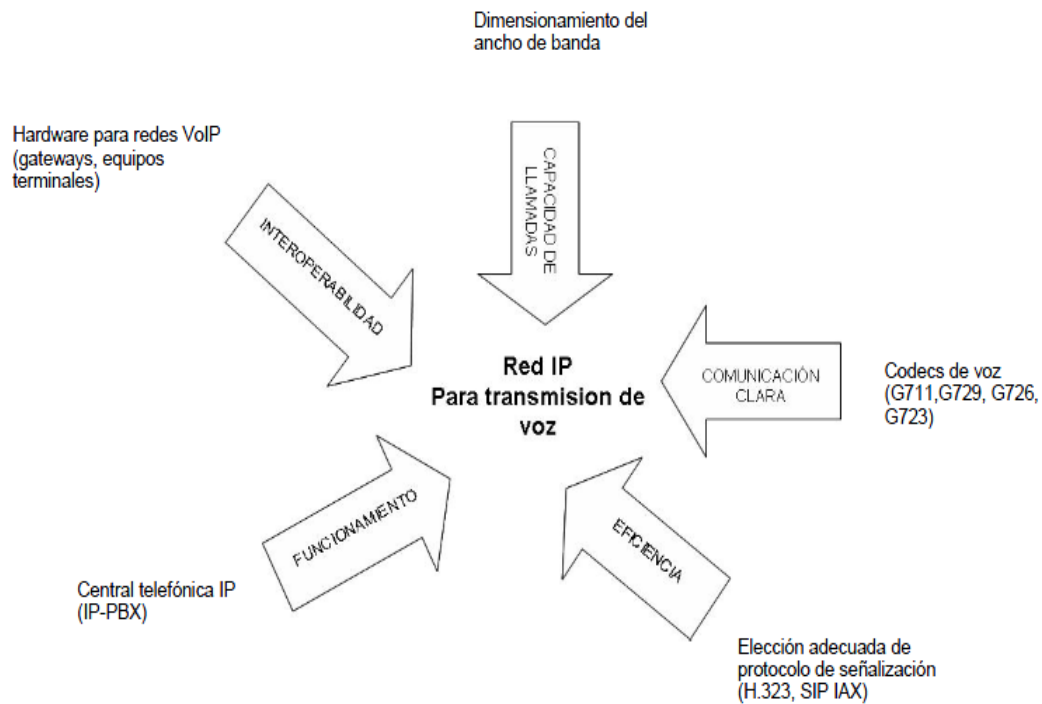 Dimensionamiento del
ancho de banda
Hardware para redes VoIP
(gateways, equipos
terminales)
CAPACIDAD DE
LLAMADAS
INTEROPERABILIDAD
Red IP
Para transmision de
voz
COMUNICACIÓN
CLARA
Codecs de voz
(G711,G729, G726,
G723)
FUNCIONAMIENTO
EFICIENCIA
Central telefónica IP
(IP-PBX)
Elección adecuada de
protocolo de señalización
(H.323, SIP IAX)